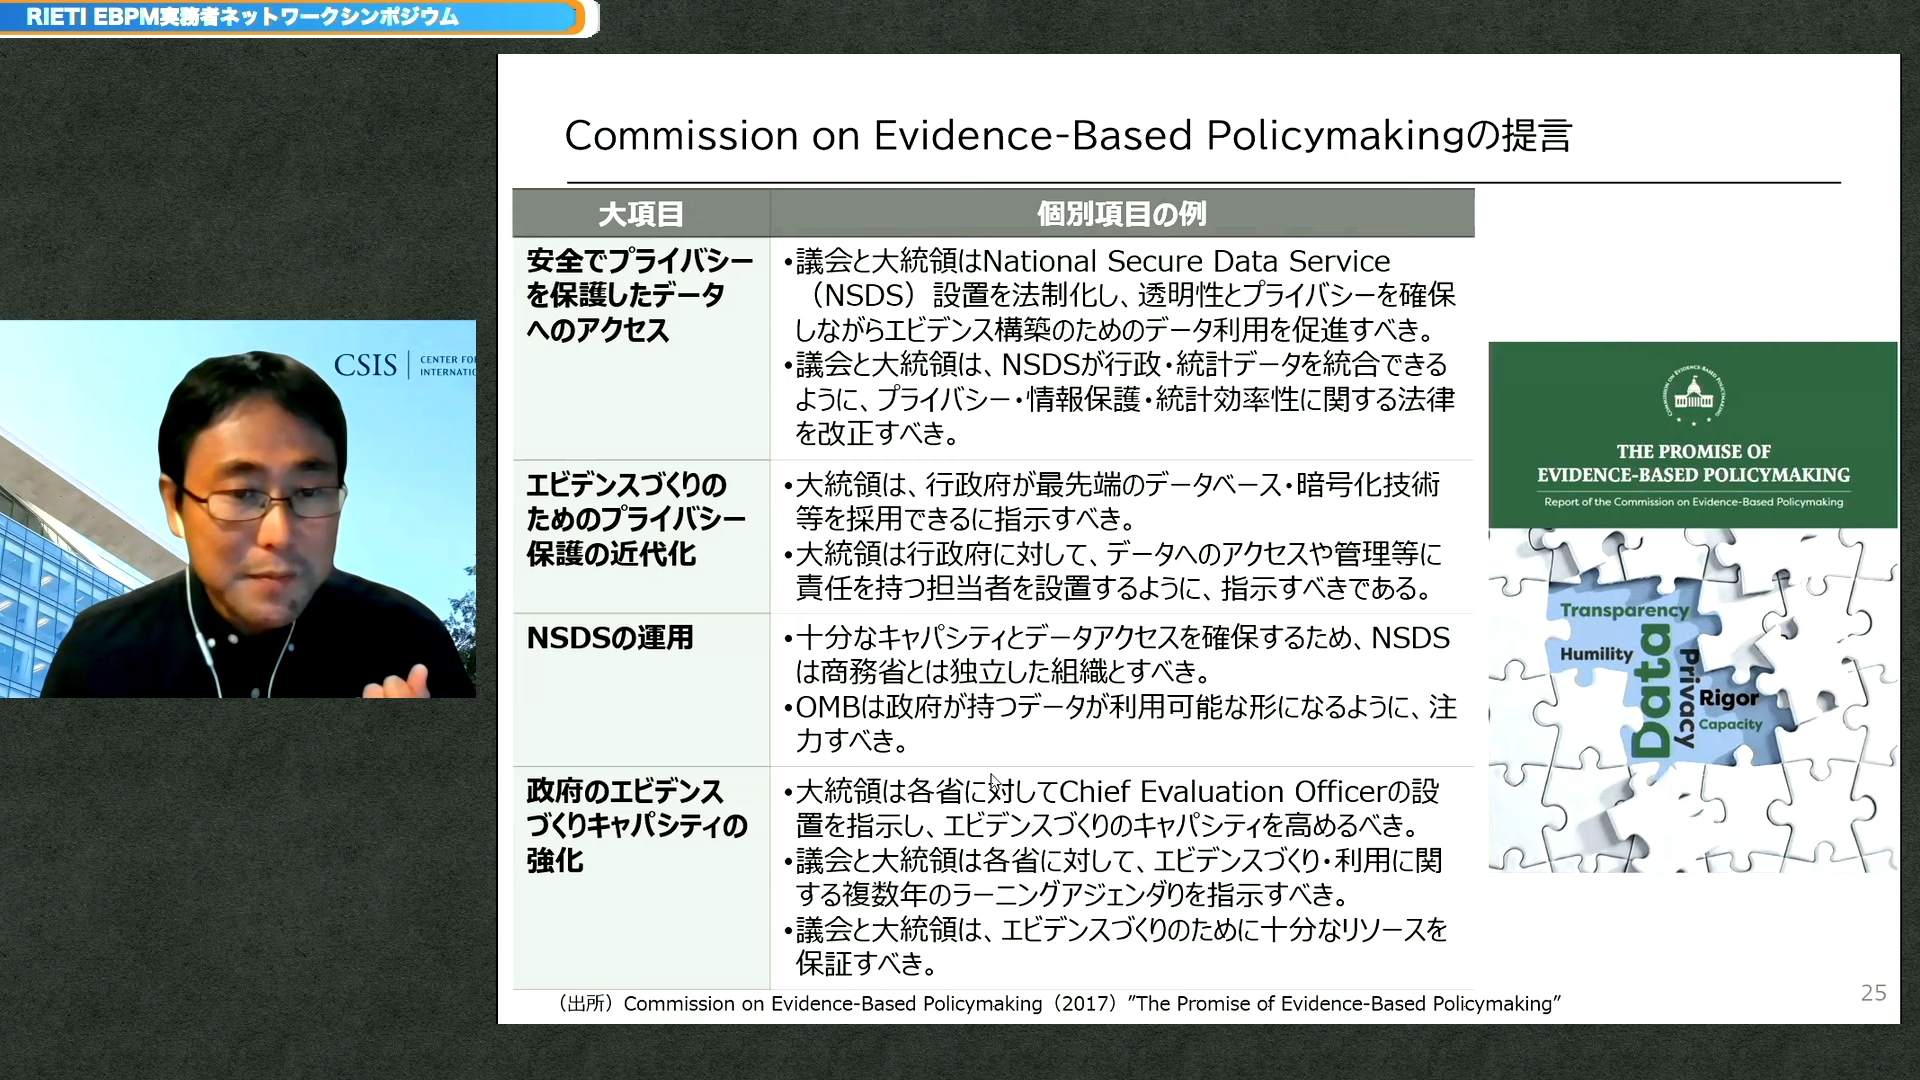 RIETI EBPM実務者ネットワークシンポジウム
Commission on Evidence-Based Policymakingの提言
大項目
個別項目の例
安全でプライバシー
を保護したデータ
へのアクセス
•議会と大統領はNational Secure Data Service
（NSDS）設置を法制化し、透明性とプライバシーを確保
しながらエビデンス構築のためのデータ利用を促進すべき。
•議会と大統領は、NSDSが行政・統計データを統合できる
ように、プライバシー・情報保護・統計効率性に関する法律
を改正すべき。
エビデンスづくりの
ためのプライバシー
保護の近代化
•大統領は、行政府が最先端のデータベース・暗号化技術
等を採用できるに指示すべき。
•大統領は行政府に対して、データへのアクセスや管理等に
責任を持つ担当者を設置するように、指示すべきである。
NSDSの運用
•十分なキャパシティとデータアクセスを確保するため、NSDS
は商務省とは独立した組織とすべき。
•OMBは政府が持つデータが利用可能な形になるように、注
力すべき。
政府のエビデンス
づくりキャパシティの
強化
•大統領は各省に対してChief Evaluation Officerの設
置を指示し、エビデンスづくりのキャパシティを高めるべき。
•議会と大統領は各省に対して、エビデンスづくり・利用に関
する複数年のラーニングアジェンダりを指示すべき。
•議会と大統領は、エビデンスづくりのために十分なリソースを
保証すべき。
（出所）Commission on Evidence-Based Policymaking（2017）”The Promise of Evidence-Based Policymaking”
25
CSIS
CENTER FO
INTERNATIO
THE PROMISE OF
EVIDENCE-BASED POLICYMAKING
Report of the Commission on Evidence-Based Policymaking
Transparency
Humility
Data
Privacy
Rigor
Capacity